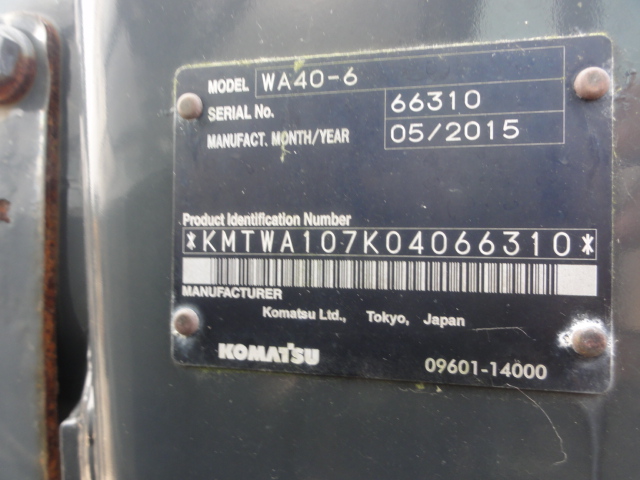 MODEL WA40-6
SERIAL No. 66310
MANUFACT. MONTH/YEAR 05/2015
Product Identification Number
*KMTWA107K04066310*
MANUFACTURER
Komatsu Ltd., Tokyo, Japan
KOMATSU 09601-14000